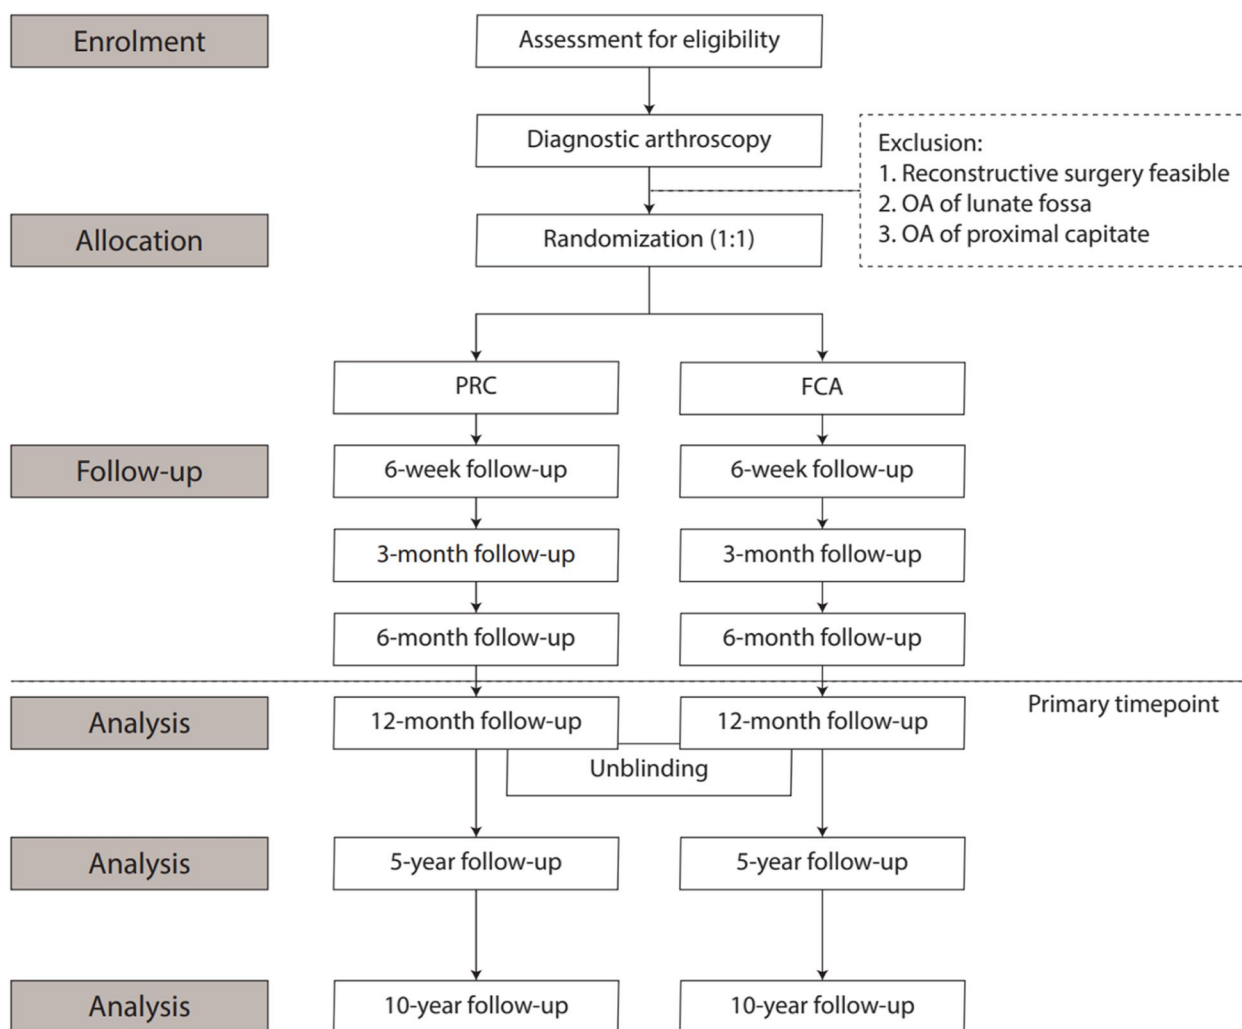 Enrolment
Assessment for eligibility
Diagnostic arthroscopy
Exclusion:
1. Reconstructive surgery feasible
2. OA of lunate fossa
3. OA of proximal capitate
Allocation
Randomization (1:1)
PRC
FCA
Follow-up
6-week follow-up
6-week follow-up
3-month follow-up
3-month follow-up
6-month follow-up
6-month follow-up
Primary timepoint
Analysis
12-month follow-up
12-month follow-up
Unblinding
Analysis
5-year follow-up
5-year follow-up
Analysis
10-year follow-up
10-year follow-up